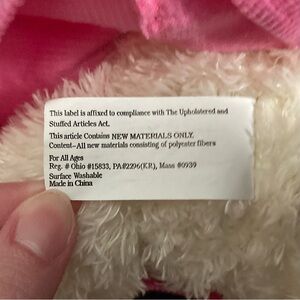 This label is affixed to compliance with The Upholstered and
Stuffed Articles Act.
This article Contains NEW MATERIALS ONLY.
Content-All new materials consisting of polyester fibers
For All Ages
Reg. # Ohio #15833, PA#2296(KR), Mass #0939
Surface Washable
Made in China